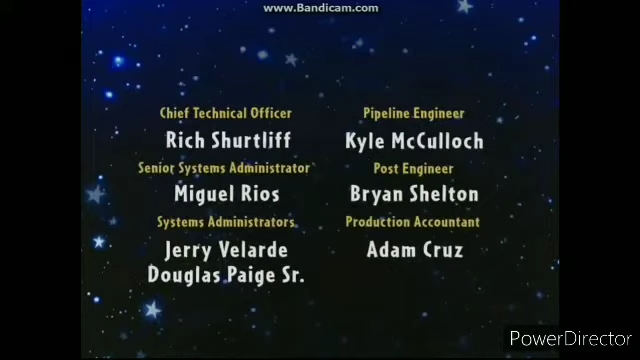 www.Bandicam.com
Chief Technical Officer
Rich Shurtliff
Senior Systems Administrator
Miguel Rios
Systems Administrators
Jerry Velarde
Douglas Paige Sr.
Pipeline Engineer
Kyle McCulloch
Post Engineer
Bryan Shelton
Production Accountant
Adam Cruz
PowerDirector